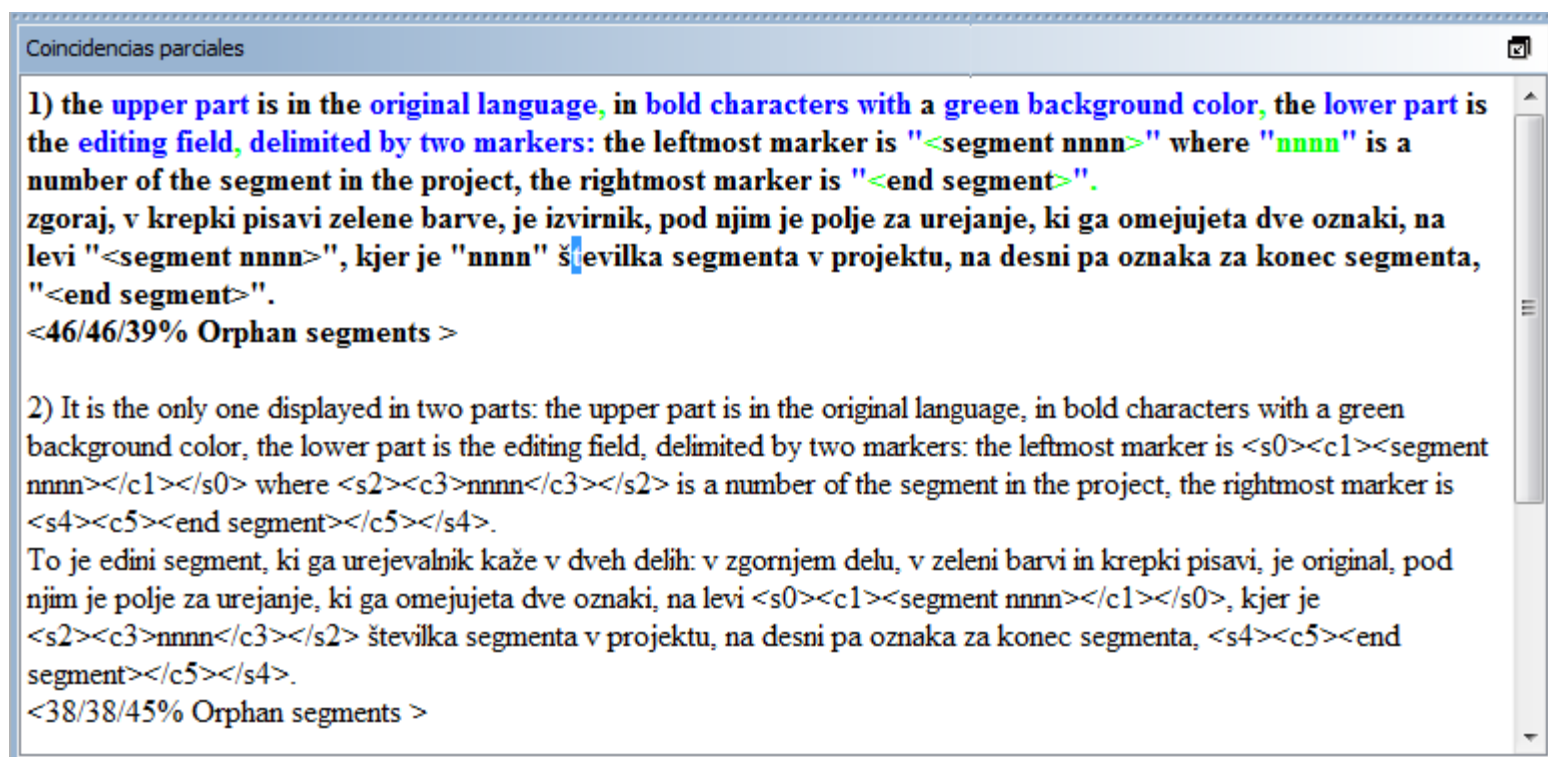 Coincidencias parciales
1) the upper part is in the original language, in bold characters with a green background color, the lower part is
the editing field, delimited by two markers: the leftmost marker is "<segment nnnn>" where "nnnn" is a
number of the segment in the project, the rightmost marker is "<end segment>".
zgoraj, v krepki pisavi zelene barve, je izvirnik, pod njim je polje za urejanje, ki ga omejujeta dve oznaki, na
levi "<segment nnnn>", kjer je "nnnn" številka segmenta v projektu, na desni pa oznaka za konec segmenta,
"<end segment>".
<46/46/39% Orphan segments >
2) It is the only one displayed in two parts: the upper part is in the original language, in bold characters with a green
background color, the lower part is the editing field, delimited by two markers: the leftmost marker is <s0><c1><segment
nnnn></c1></s0> where <s2><c3>nnnn</c3></s2> is a number of the segment in the project, the rightmost marker is
<s4><c5><end segment></c5></s4>.
To je edini segment, ki ga urejevalnik kaže v dveh delih: v zgornjem delu, v zeleni barvi in krepki pisavi, je original, pod
njim je polje za urejanje, ki ga omejujeta dve oznaki, na levi <s0><c1><segment nnnn></c1></s0>, kjer je
<s2><c3>nnnn</c3></s2> številka segmenta v projektu, na desni pa oznaka za konec segmenta, <s4><c5><end
segment></c5></s4>.
<38/38/45% Orphan segments >